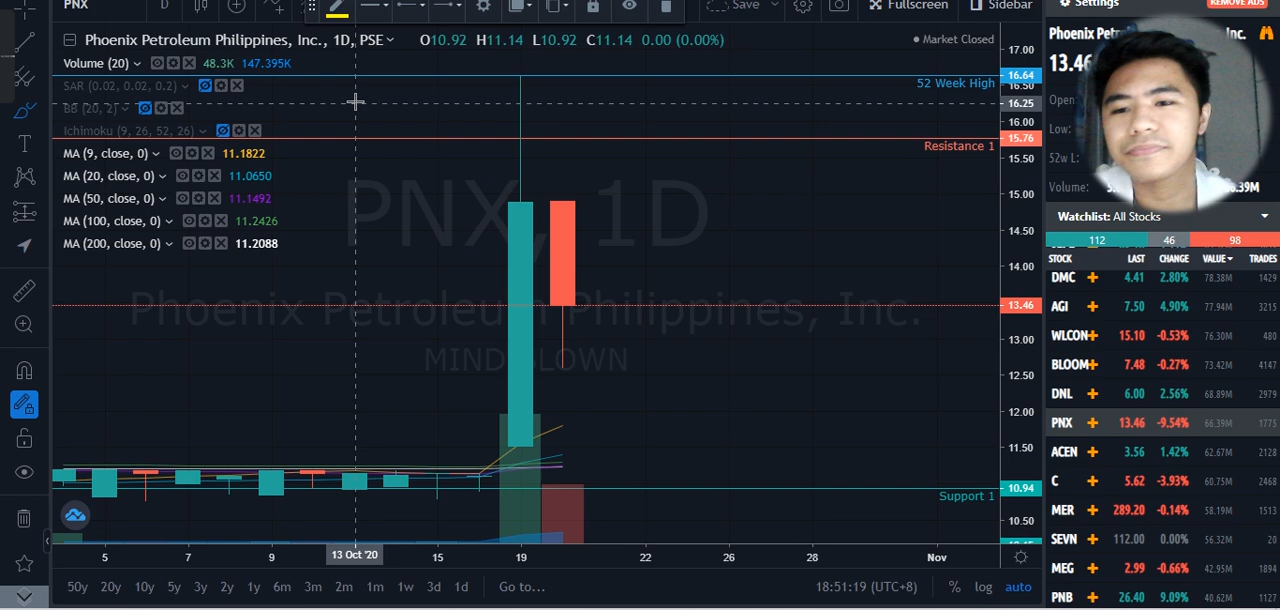 PNX
D
Save
Fullscreen
Sidebar
Settings
REMOVE ADS
Phoenix Petroleum Philippines, Inc., 1D, PSE
O10.92 H11.14 L10.92 C11.14 0.00 (0.00%)
Market Closed
Volume (20) 48.3K 147.395K
SAR (0.02, 0.02, 0.2)
BB (20, 2)
Ichimoku (9, 26, 52, 26)
MA (9, close, 0) 11.1822
MA (20, close, 0) 11.0650
MA (50, close, 0) 11.1492
MA (100, close, 0) 11.2426
MA (200, close, 0) 11.2088
PNX, 1D
Phoenix Petroleum Philippines, Inc.
MIND BLOWN
52 Week High
Resistance 1
Support 1
17.00
16.64
16.50
16.25
16.00
15.76
15.50
15.00
14.50
14.00
13.46
13.00
12.50
12.00
11.50
10.94
10.50
5 7 9 13 Oct '20 15 19 22 26 28 Nov
50y 20y 10y 5y 3y 2y 1y 6m 3m 2m 1m 1w 3d 1d Go to...
18:51:19 (UTC+8) % log auto
Inc.
13.46
Open:
Low:
52w L:
Volume:
Watchlist: All Stocks
112 46 98
STOCK LAST CHANGE VALUE TRADES
DMC 4.41 2.80% 78.38M 1429
AGI 7.50 4.90% 77.94M 3215
WLCON 15.10 -0.53% 76.30M 480
BLOOM 7.48 -0.27% 73.42M 4147
DNL 6.00 2.56% 68.89M 2979
PNX 13.46 -9.54% 66.39M 1775
ACEN 3.56 1.42% 62.67M 2128
C 5.62 -3.93% 60.75M 2468
MER 289.20 -0.14% 58.19M 1513
SEVN 112.00 0.00% 56.32M 20
MEG 2.99 -0.66% 42.95M 1894
PNB 26.40 9.09% 40.62M 1127